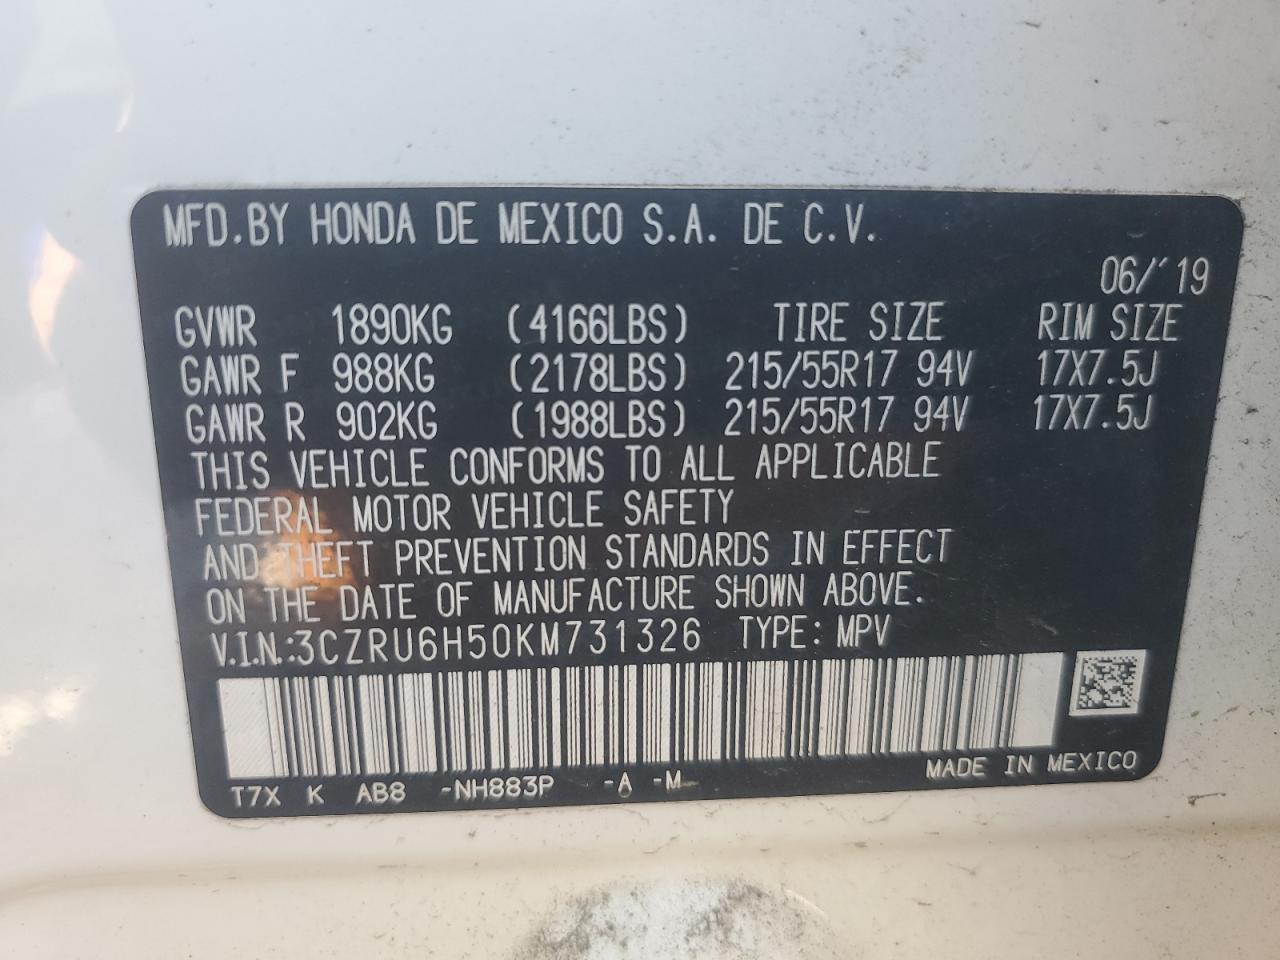 MFD.BY HONDA DE MEXICO S.A. DE C.V.
06/'19
GVWR 1890KG (4166LBS) TIRE SIZE RIM SIZE
GAWR F 988KG (2178LBS) 215/55R17 94V 17X7.5J
GAWR R 902KG (1988LBS) 215/55R17 94V 17X7.5J
THIS VEHICLE CONFORMS TO ALL APPLICABLE
FEDERAL MOTOR VEHICLE SAFETY
AND THEFT PREVENTION STANDARDS IN EFFECT
ON THE DATE OF MANUFACTURE SHOWN ABOVE.
V.I.N.:3CZRU6H50KM731326 TYPE: MPV
MADE IN MEXICO
T7X K AB8 -NH883P -A -M